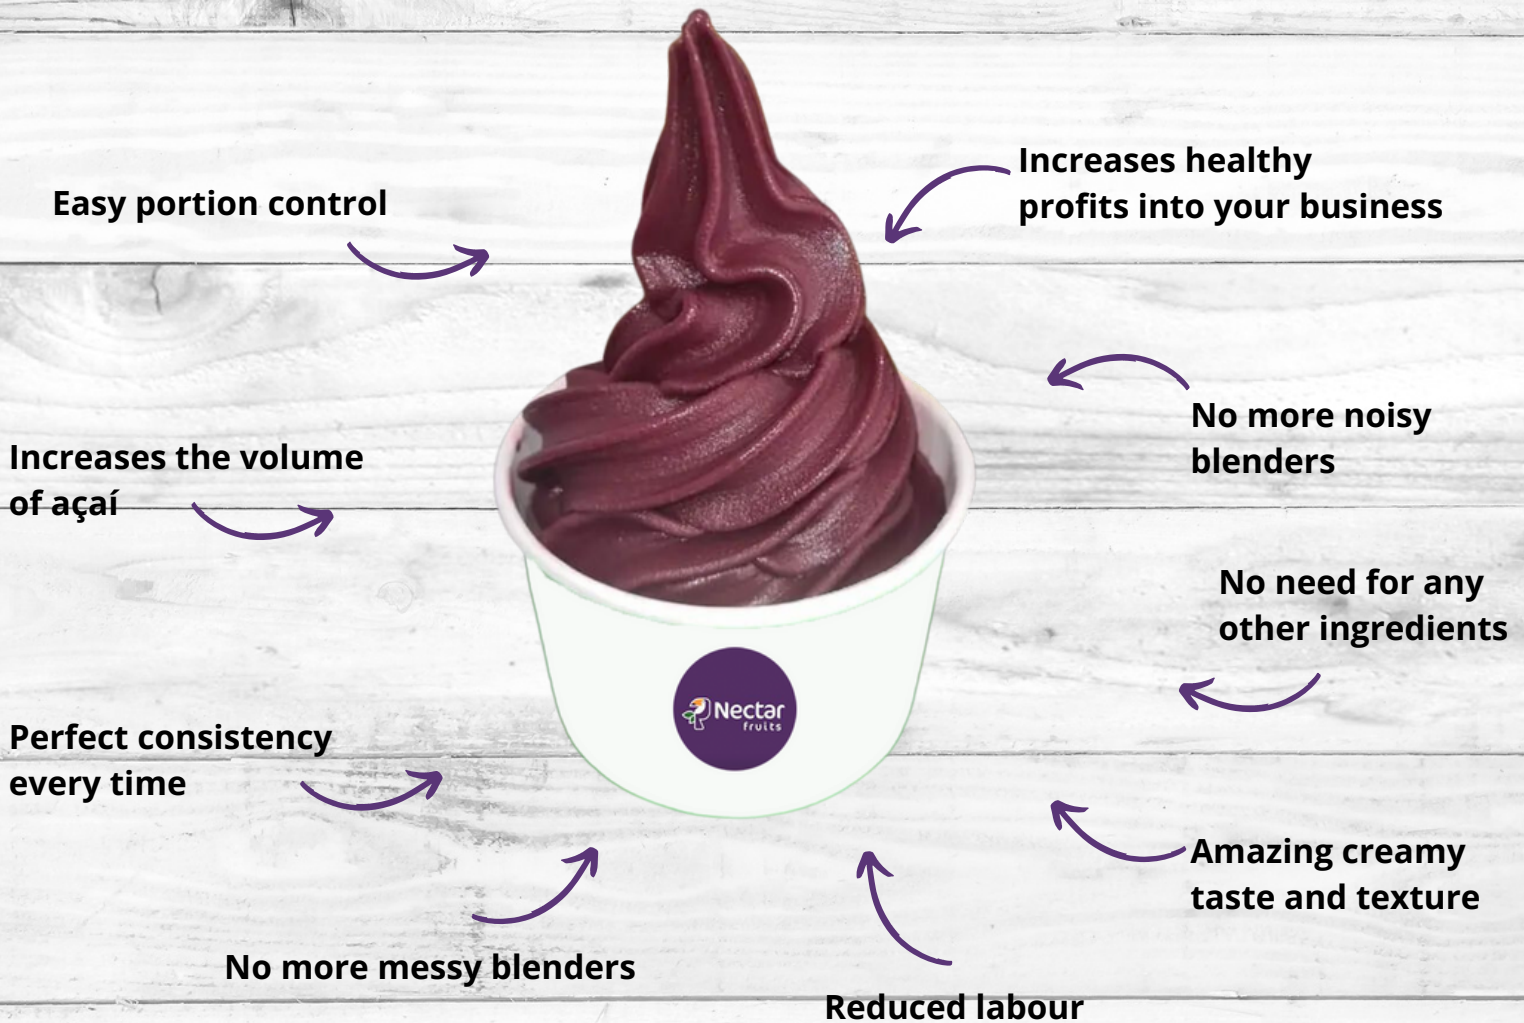 Easy portion control
Increases healthy
profits into your business
No more noisy
blenders
Increases the volume
of açaí
No need for any
other ingredients
Nectar
fruits
Perfect consistency
every time
Amazing creamy
taste and texture
No more messy blenders
Reduced labour